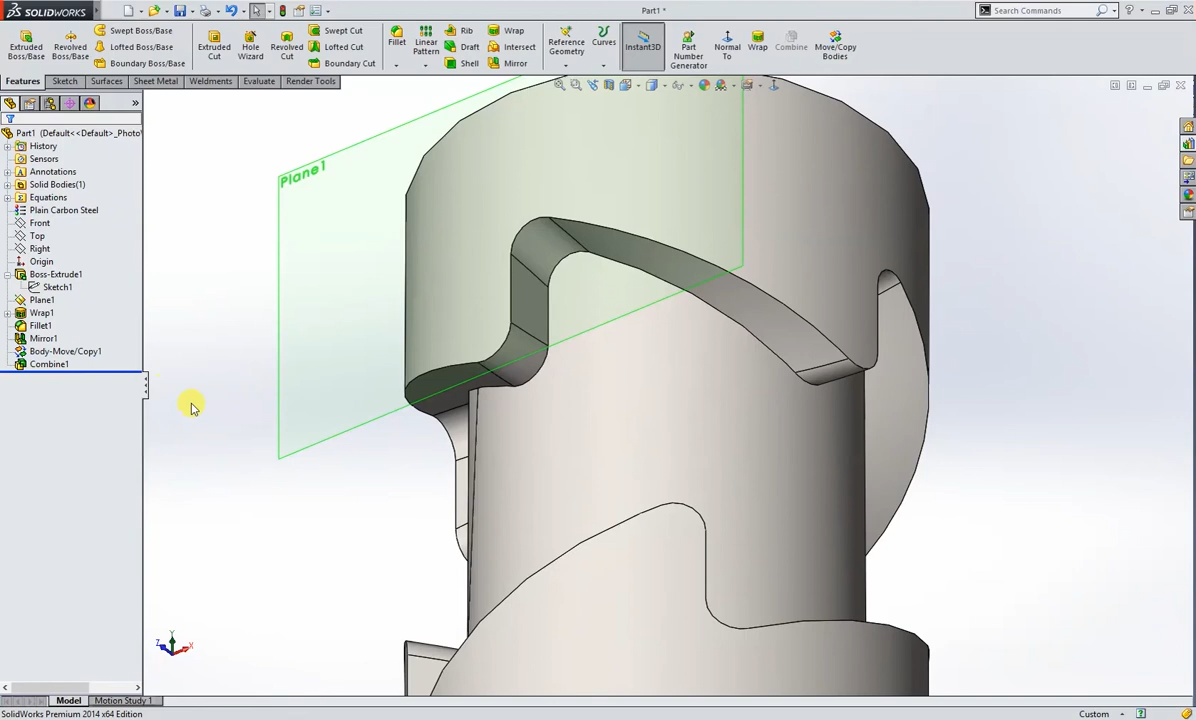 SOLIDWORKS
Part1 *
Search Commands
Extruded Boss/Base
Revolved Boss/Base
Swept Boss/Base
Lofted Boss/Base
Boundary Boss/Base
Extruded Cut
Hole Wizard
Revolved Cut
Swept Cut
Lofted Cut
Boundary Cut
Fillet
Linear Pattern
Rib
Draft
Shell
Wrap
Intersect
Mirror
Reference Geometry
Curves
Instant3D
Part Number Generator
Normal To
Wrap
Combine
Move/Copy Bodies
Features
Sketch
Surfaces
Sheet Metal
Weldments
Evaluate
Render Tools
Part1 (Default<<Default>_Photo
History
Sensors
Annotations
Solid Bodies(1)
Equations
Plain Carbon Steel
Front
Top
Right
Origin
Boss-Extrude1
Sketch1
Plane1
Wrap1
Fillet1
Mirror1
Body-Move/Copy1
Combine1
Plane1
Y
Z
X
Model
Motion Study 1
SolidWorks Premium 2014 x64 Edition
Custom